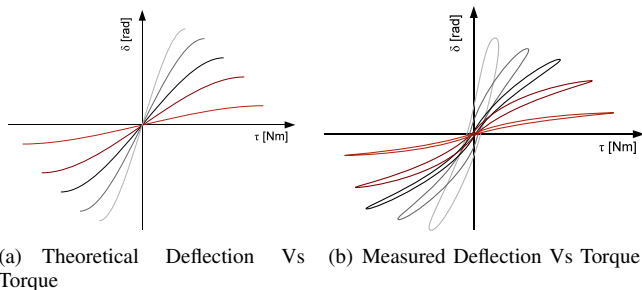 δ [rad]
τ [Nm]
δ [rad]
τ [Nm]
(a) Theoretical Deflection Vs
Torque
(b) Measured Deflection Vs Torque